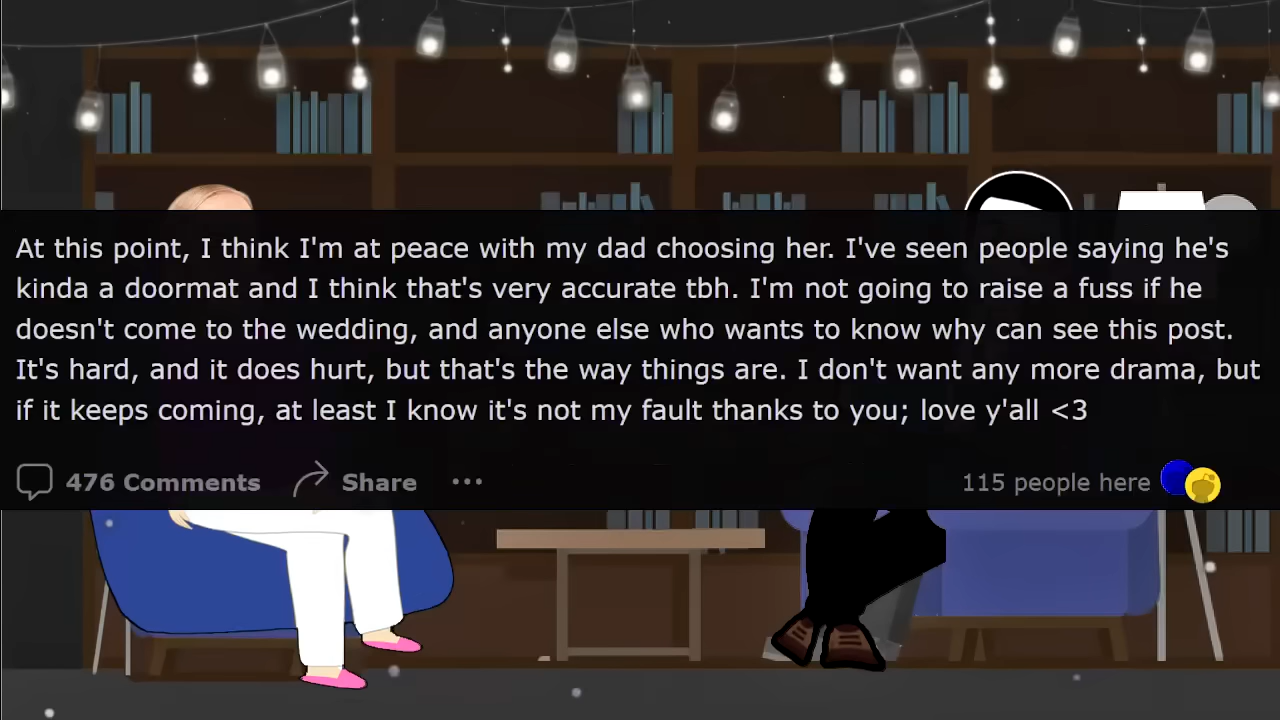 At this point, I think I'm at peace with my dad choosing her. I've seen people saying he's
kinda a doormat and I think that's very accurate tbh. I'm not going to raise a fuss if he
doesn't come to the wedding, and anyone else who wants to know why can see this post.
It's hard, and it does hurt, but that's the way things are. I don't want any more drama, but
if it keeps coming, at least I know it's not my fault thanks to you; love y'all <3
476 Comments Share ••• 115 people here